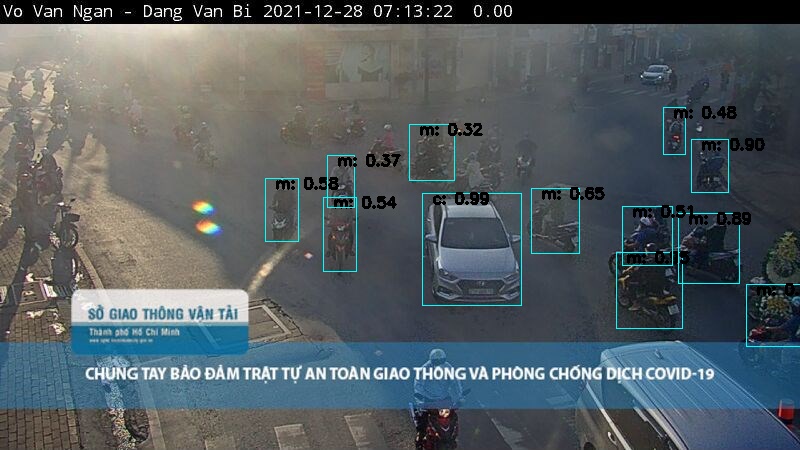 Vo Van Ngan - Dang Van Bi 2021-12-28 07:13:22 0.00
m: 0.48
m: 0.32
m: 0.90
m: 0.37
m: 0.58
m: 0.65
c: 0.99
m: 0.54
m: 0.51
m: 0.89
m:
SỞ GIAO THÔNG VẬN TẢI
Thành phố Hồ Chí Minh
CHUNG TAY BẢO ĐẢM TRẬT TỰ AN TOÀN GIAO THÔNG VÀ PHÒNG CHỐNG DỊCH COVID-19